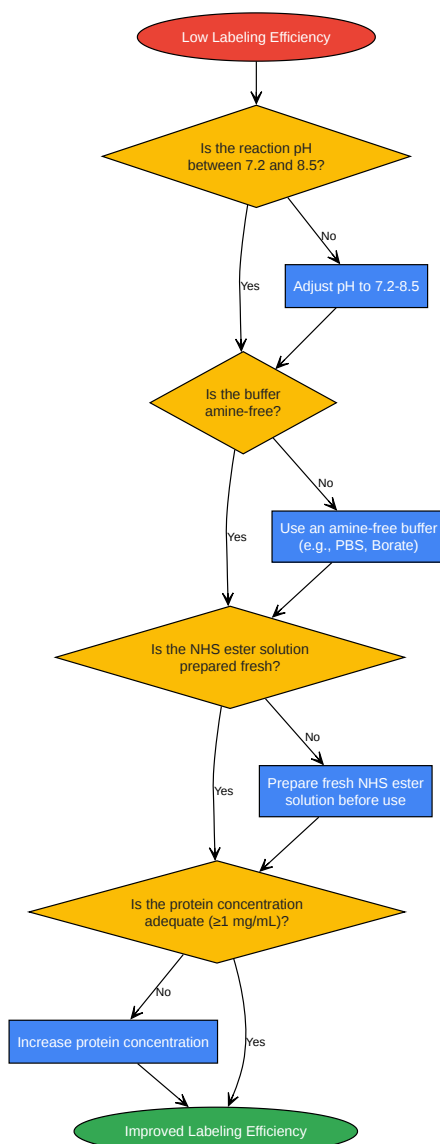 Low Labeling Efficiency
Is the reaction pH
between 7.2 and 8.5?
No
Yes
Adjust pH to 7.2-8.5
Is the buffer
amine-free?
No
Yes
Use an amine-free buffer
(e.g., PBS, Borate)
Is the NHS ester solution
prepared fresh?
No
Yes
Prepare fresh NHS ester
solution before use
Is the protein concentration
adequate (≥1 mg/mL)?
No
Yes
Increase protein concentration
Improved Labeling Efficiency